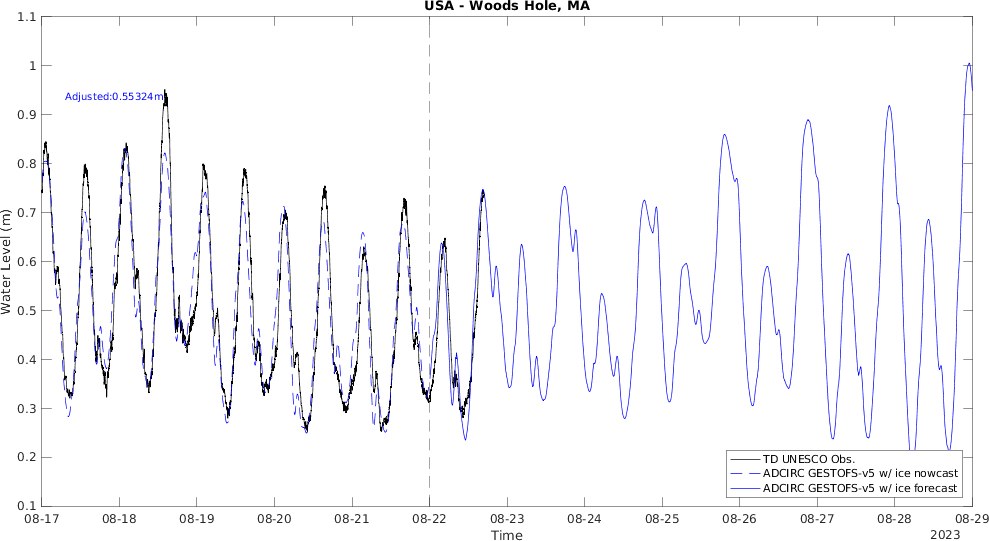 USA - Woods Hole, MA
1.1
1
0.9
0.8
0.7
0.6
0.5
0.4
0.3
0.2
0.1
Water Level (m)
Adjusted:0.55324m
TD UNESCO Obs.
ADCIRC GESTOFS-v5 w/ ice nowcast
ADCIRC GESTOFS-v5 w/ ice forecast
08-17 08-18 08-19 08-20 08-21 08-22 08-23 08-24 08-25 08-26 08-27 08-28 08-29
Time
2023